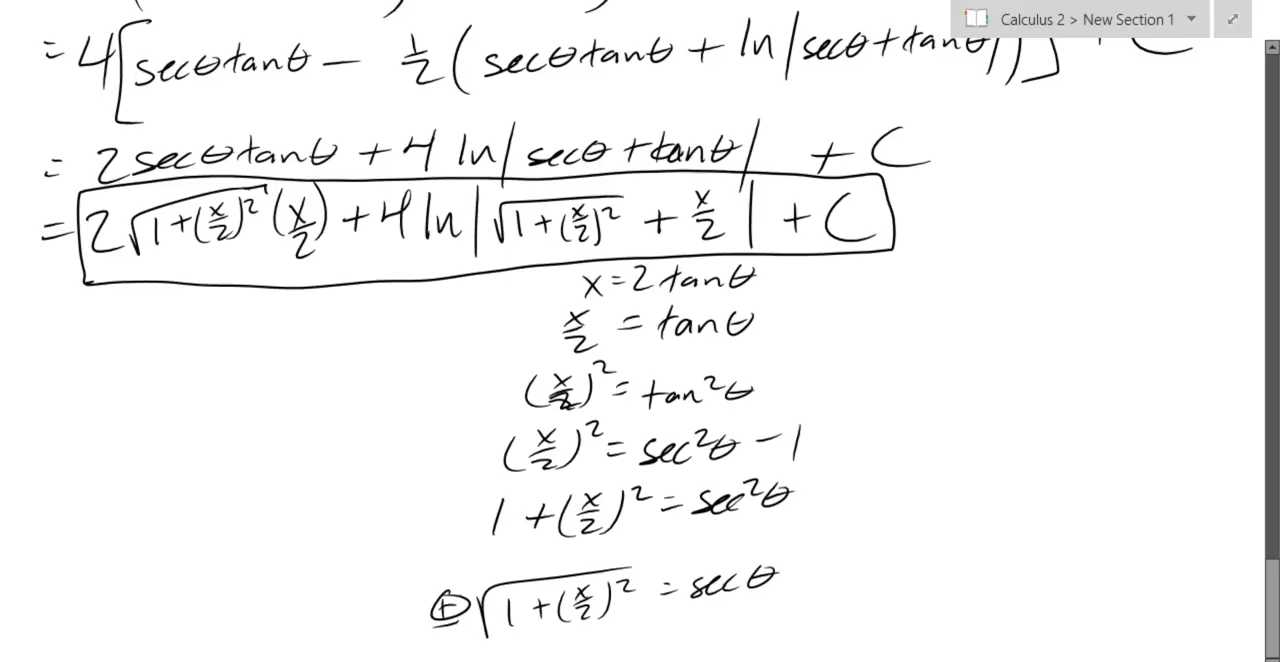 Calculus 2 > New Section 1
= 4[secθtanθ − 1/2(secθtanθ + ln|secθ+tanθ|)] + C
= 2secθtanθ + 4 ln|secθ + tanθ| + C
= 2√(1+(x/2)²) (x/2) + 4 ln|√(1+(x/2)²) + x/2| + C
x = 2tanθ
x/2 = tanθ
(x/2)² = tan²θ
(x/2)² = sec²θ − 1
1 + (x/2)² = sec²θ
⊕√(1+(x/2)²) = secθ